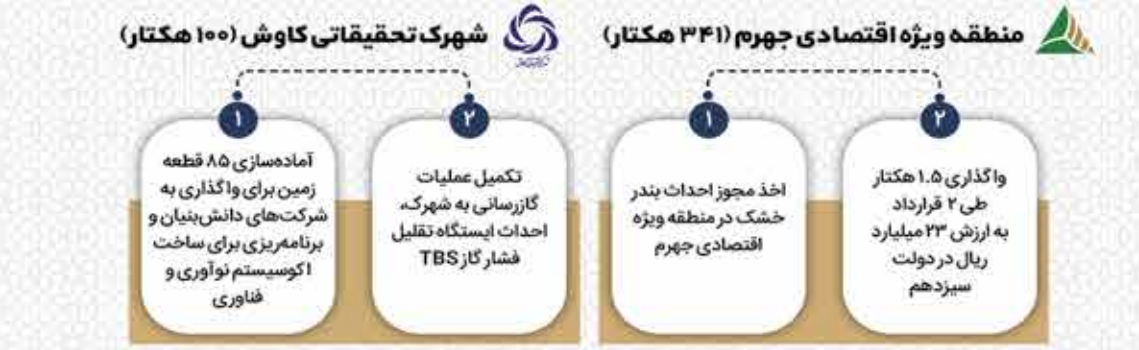 منطقه ویژه اقتصادی جهرم (۳۴۱ هکتار)
۱
اخذ مجوز احداث بندر
خشک در منطقه ویژه
اقتصادی جهرم
۲
واگذاری ۱.۵ هکتار
طی ۲ قرارداد
به ارزش ۲۳ میلیارد
ریال در دولت
سیزدهم
شهرک تحقیقاتی کاوش (۱۰۰ هکتار)
۱
آماده‌سازی ۸۵ قطعه
زمین برای واگذاری به
شرکت‌های دانش‌بنیان و
برنامه‌ریزی برای ساخت
اکوسیستم نوآوری و
فناوری
۲
تکمیل عملیات
گازرسانی به شهرک،
احداث ایستگاه تقلیل
فشار گاز TBS